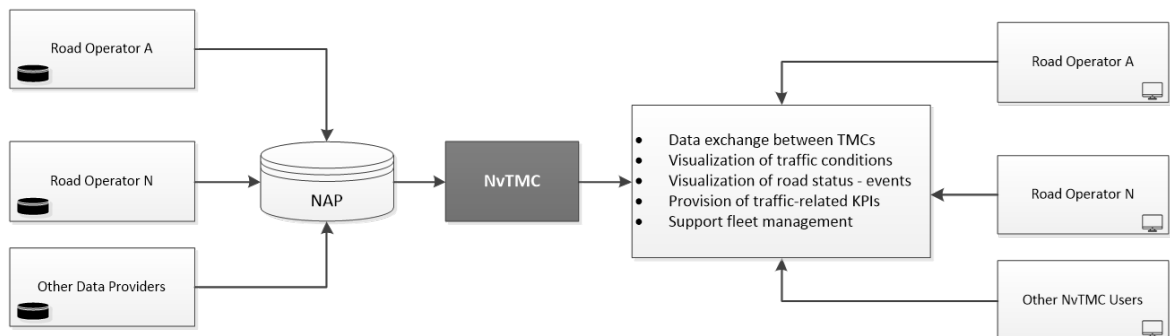 Road Operator A
Road Operator N
Other Data Providers
NAP
NvTMC
• Data exchange between TMCs
• Visualization of traffic conditions
• Visualization of road status - events
• Provision of traffic-related KPIs
• Support fleet management
Road Operator A
Road Operator N
Other NvTMC Users